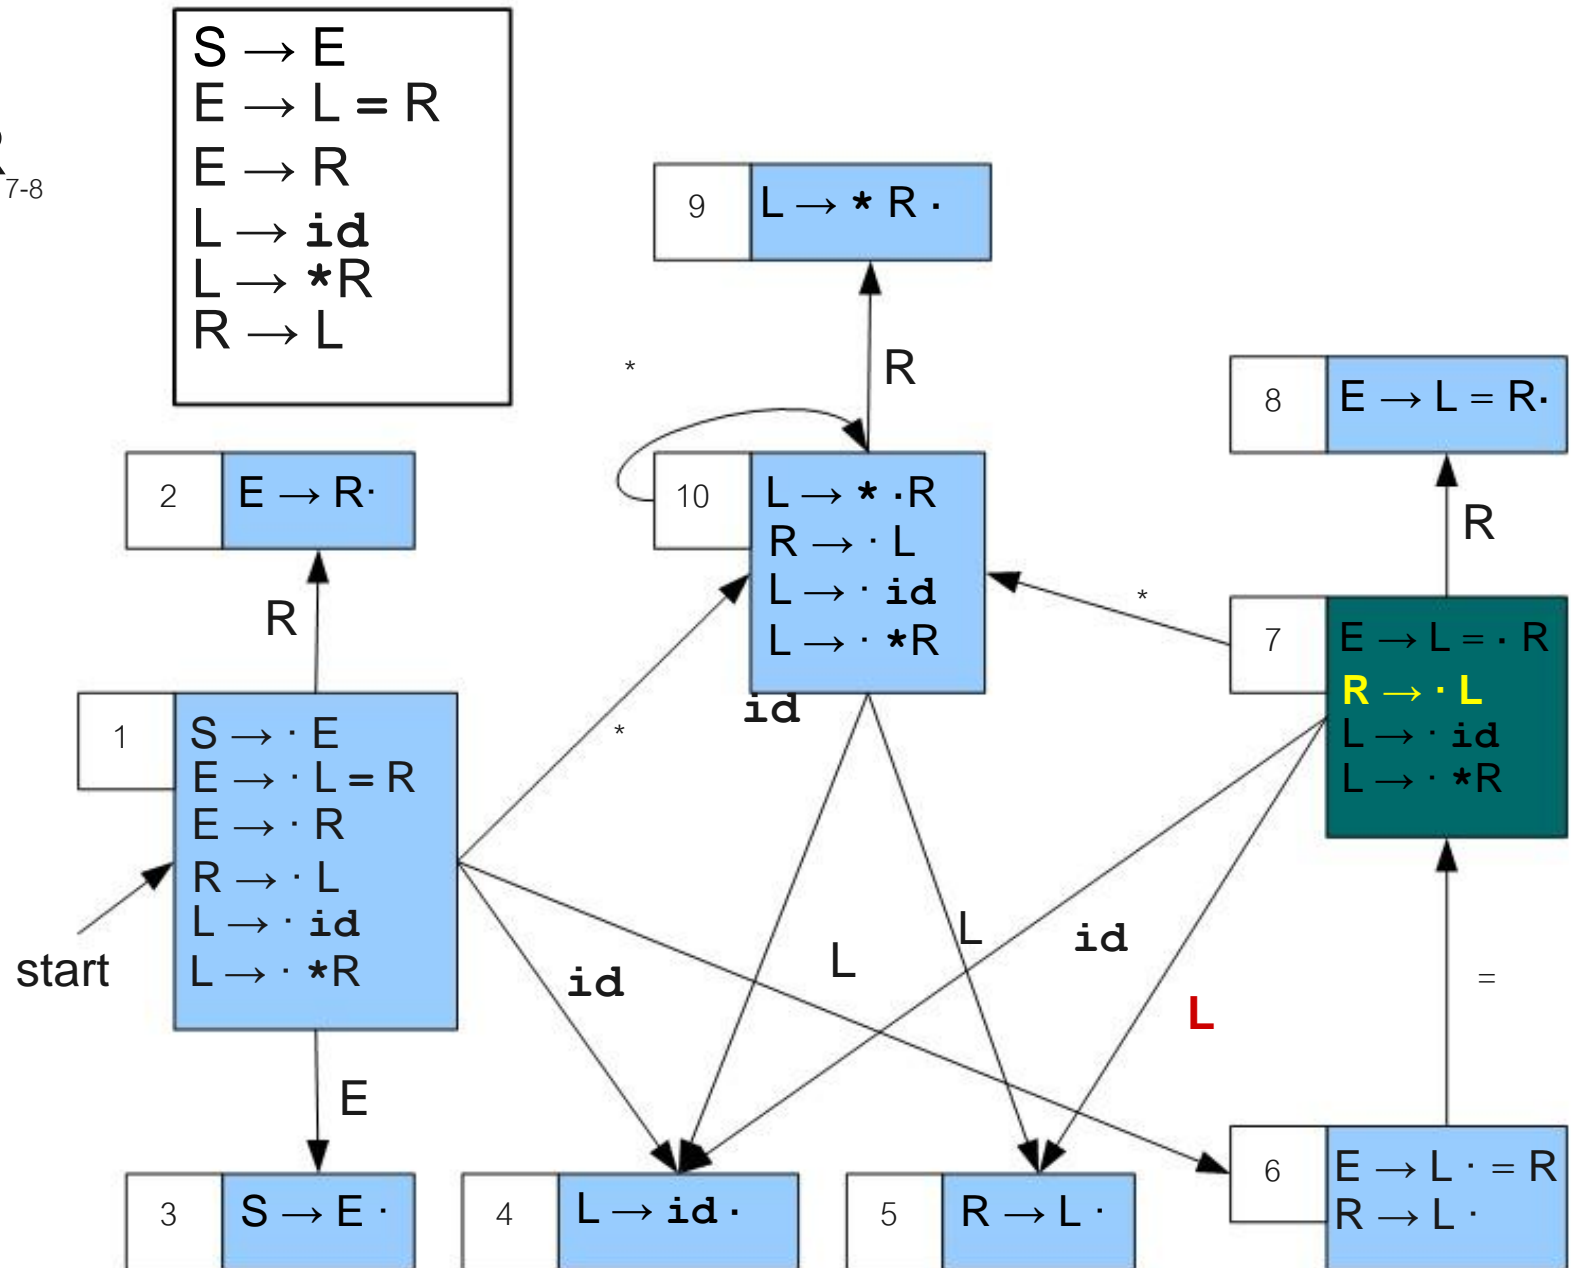 S → E
E → L = R
E → R
L → id
L → *R
R → L
R7-8
9
L → * R ·
*
R
8
E → L = R·
2
E → R·
10
L → * ·R
R → · L
L → · id
L → · *R
R
R
*
7
E → L = · R
R → · L
L → · id
L → · *R
1
S → · E
E → · L = R
E → · R
R → · L
L → · id
L → · *R
id
*
start
id
L
L
id
L
=
E
3
S → E ·
4
L → id ·
5
R → L ·
6
E → L · = R
R → L ·